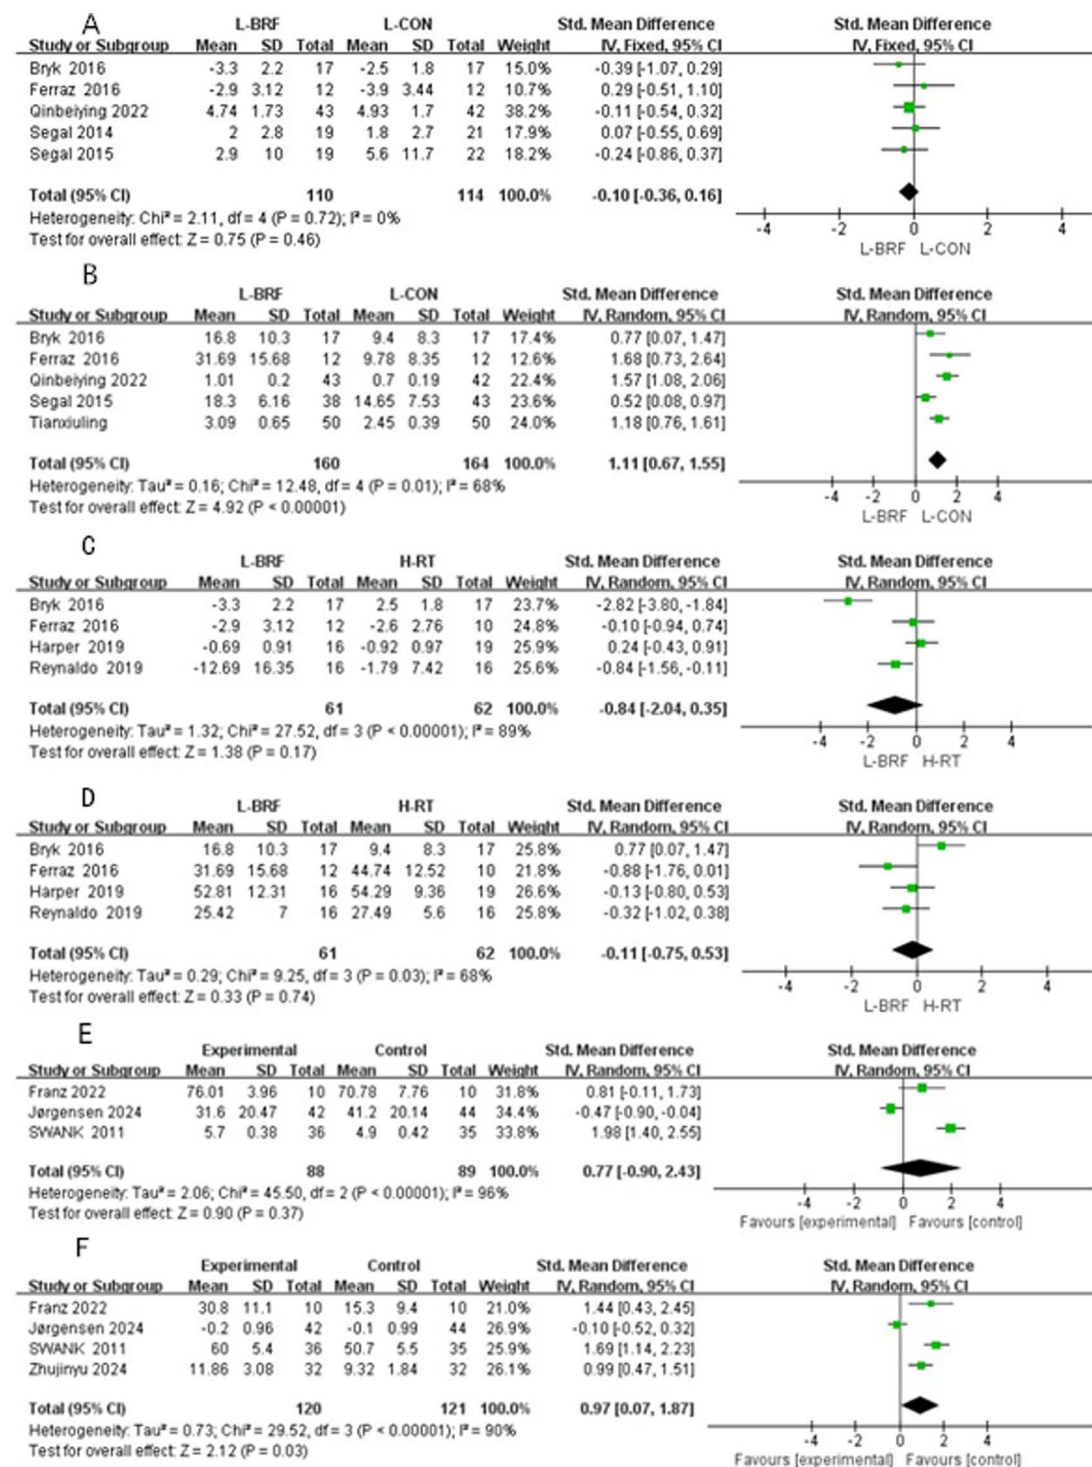 A
L-BRF L-CON Std. Mean Difference Std. Mean Difference
Study or Subgroup Mean SD Total Mean SD Total Weight IV, Fixed, 95% CI IV, Fixed, 95% CI
Bryk 2016 -3.3 2.2 17 -2.5 1.8 17 15.0% -0.39 [-1.07, 0.29]
Ferraz 2016 -2.9 3.12 12 -3.9 3.44 12 10.7% 0.29 [-0.51, 1.10]
Qinbeiying 2022 4.74 1.73 43 4.93 1.7 42 38.2% -0.11 [-0.54, 0.32]
Segal 2014 2 2.8 19 1.8 2.7 21 17.9% 0.07 [-0.55, 0.69]
Segal 2015 2.9 10 19 5.6 11.7 22 18.2% -0.24 [-0.86, 0.37]
Total (95% CI) 110 114 100.0% -0.10 [-0.36, 0.16]
Heterogeneity: Chi² = 2.11, df = 4 (P = 0.72); I² = 0%
Test for overall effect: Z = 0.75 (P = 0.46)
-4 -2 0 2 4
L-BRF L-CON
B
L-BRF L-CON Std. Mean Difference Std. Mean Difference
Study or Subgroup Mean SD Total Mean SD Total Weight IV, Random, 95% CI IV, Random, 95% CI
Bryk 2016 16.8 10.3 17 9.4 8.3 17 17.4% 0.77 [0.07, 1.47]
Ferraz 2016 31.69 15.68 12 9.78 8.35 12 12.6% 1.68 [0.73, 2.64]
Qinbeiying 2022 1.01 0.2 43 0.7 0.19 42 22.4% 1.57 [1.08, 2.06]
Segal 2015 18.3 6.16 38 14.65 7.53 43 23.6% 0.52 [0.08, 0.97]
Tianxiuling 3.09 0.65 50 2.45 0.39 50 24.0% 1.18 [0.76, 1.61]
Total (95% CI) 160 164 100.0% 1.11 [0.67, 1.55]
Heterogeneity: Tau² = 0.16; Chi² = 12.48, df = 4 (P = 0.01); I² = 68%
Test for overall effect: Z = 4.92 (P < 0.00001)
-4 -2 0 2 4
L-BRF L-CON
C
L-BRF H-RT Std. Mean Difference Std. Mean Difference
Study or Subgroup Mean SD Total Mean SD Total Weight IV, Random, 95% CI IV, Random, 95% CI
Bryk 2016 -3.3 2.2 17 2.5 1.8 17 23.7% -2.82 [-3.80, -1.84]
Ferraz 2016 -2.9 3.12 12 -2.6 2.76 10 24.8% -0.10 [-0.94, 0.74]
Harper 2019 -0.69 0.91 16 -0.92 0.97 19 25.9% 0.24 [-0.43, 0.91]
Reynaldo 2019 -12.69 16.35 16 -1.79 7.42 16 25.6% -0.84 [-1.56, -0.11]
Total (95% CI) 61 62 100.0% -0.84 [-2.04, 0.35]
Heterogeneity: Tau² = 1.32; Chi² = 27.52, df = 3 (P < 0.00001); I² = 89%
Test for overall effect: Z = 1.38 (P = 0.17)
-4 -2 0 2 4
L-BRF H-RT
D
L-BRF H-RT Std. Mean Difference Std. Mean Difference
Study or Subgroup Mean SD Total Mean SD Total Weight IV, Random, 95% CI IV, Random, 95% CI
Bryk 2016 16.8 10.3 17 9.4 8.3 17 25.8% 0.77 [0.07, 1.47]
Ferraz 2016 31.69 15.68 12 44.74 12.52 10 21.8% -0.88 [-1.76, 0.01]
Harper 2019 52.81 12.31 16 54.29 9.36 19 26.6% -0.13 [-0.80, 0.53]
Reynaldo 2019 25.42 7 16 27.49 5.6 16 25.8% -0.32 [-1.02, 0.38]
Total (95% CI) 61 62 100.0% -0.11 [-0.75, 0.53]
Heterogeneity: Tau² = 0.29; Chi² = 9.25, df = 3 (P = 0.03); I² = 68%
Test for overall effect: Z = 0.33 (P = 0.74)
-4 -2 0 2 4
L-BRF H-RT
E
Experimental Control Std. Mean Difference Std. Mean Difference
Study or Subgroup Mean SD Total Mean SD Total Weight IV, Random, 95% CI IV, Random, 95% CI
Franz 2022 76.01 3.96 10 70.78 7.76 10 31.8% 0.81 [-0.11, 1.73]
Jørgensen 2024 31.6 20.47 42 41.2 20.14 44 34.4% -0.47 [-0.90, -0.04]
SWANK 2011 5.7 0.38 36 4.9 0.42 35 33.8% 1.98 [1.40, 2.55]
Total (95% CI) 88 89 100.0% 0.77 [-0.90, 2.43]
Heterogeneity: Tau² = 2.06; Chi² = 45.50, df = 2 (P < 0.00001); I² = 96%
Test for overall effect: Z = 0.90 (P = 0.37)
-4 -2 0 2 4
Favours [experimental] Favours [control]
F
Experimental Control Std. Mean Difference Std. Mean Difference
Study or Subgroup Mean SD Total Mean SD Total Weight IV, Random, 95% CI IV, Random, 95% CI
Franz 2022 30.8 11.1 10 15.3 9.4 10 21.0% 1.44 [0.43, 2.45]
Jørgensen 2024 -0.2 0.96 42 -0.1 0.99 44 26.9% -0.10 [-0.52, 0.32]
SWANK 2011 60 5.4 36 50.7 5.5 35 25.9% 1.69 [1.14, 2.23]
Zhujinyu 2024 11.86 3.08 32 9.32 1.84 32 26.1% 0.99 [0.47, 1.51]
Total (95% CI) 120 121 100.0% 0.97 [0.07, 1.87]
Heterogeneity: Tau² = 0.73; Chi² = 29.52, df = 3 (P < 0.00001); I² = 90%
Test for overall effect: Z = 2.12 (P = 0.03)
-4 -2 0 2 4
Favours [experimental] Favours [control]